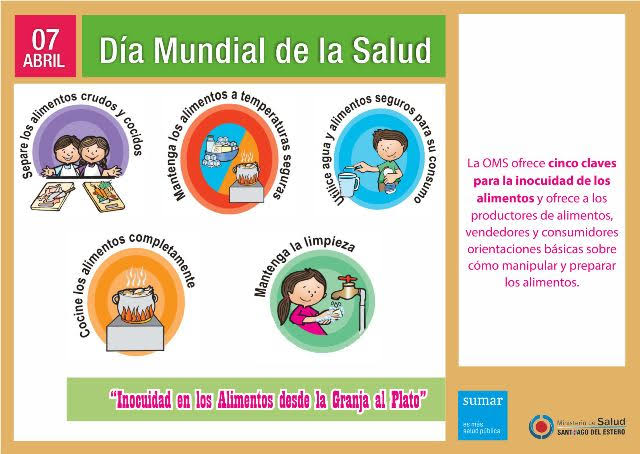 07
ABRIL
Día Mundial de la Salud
Separe los alimentos crudos y cocidos
Mantenga los alimentos a temperaturas seguras
Utilice agua y alimentos seguros para su consumo
Cocine los alimentos completamente
Mantenga la limpieza
La OMS ofrece cinco claves
para la inocuidad de los
alimentos y ofrece a los
productores de alimentos,
vendedores y consumidores
orientaciones básicas sobre
cómo manipular y preparar
los alimentos.
“Inocuidad en los Alimentos desde la Granja al Plato”
sumar
es más
salud pública
Ministerio de Salud
SANTIAGO DEL ESTERO